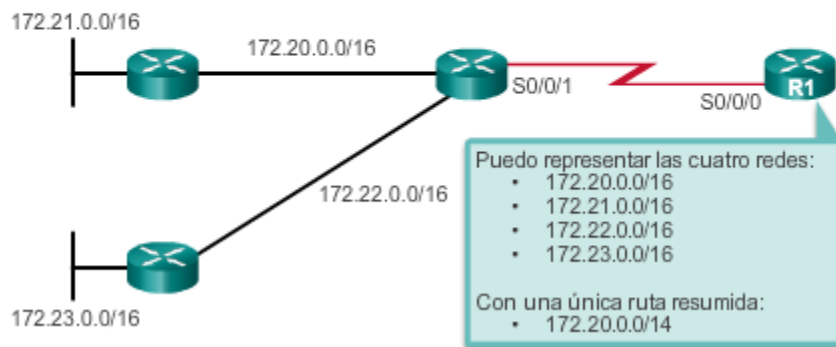 172.21.0.0/16
172.20.0.0/16
S0/0/1
S0/0/0
R1
172.22.0.0/16
172.23.0.0/16
Puedo representar las cuatro redes:
• 172.20.0.0/16
• 172.21.0.0/16
• 172.22.0.0/16
• 172.23.0.0/16
Con una única ruta resumida:
• 172.20.0.0/14